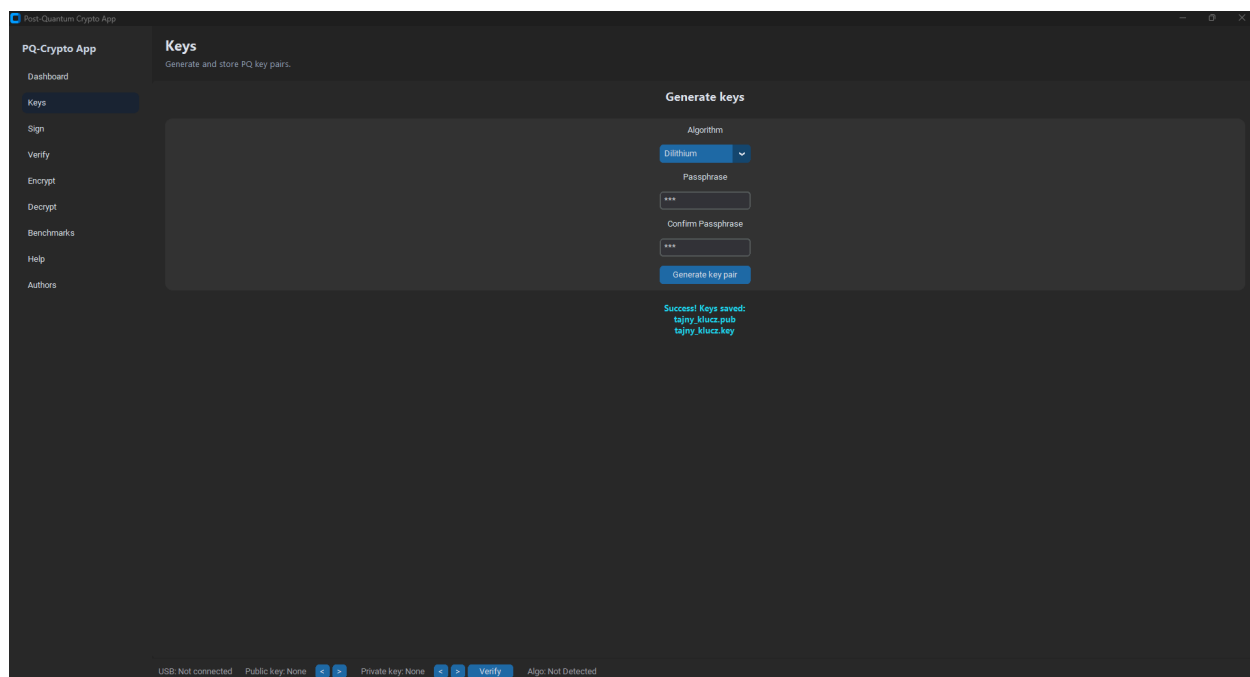 Post-Quantum Crypto App
PQ-Crypto App
Dashboard
Keys
Sign
Verify
Encrypt
Decrypt
Benchmarks
Help
Authors
Keys
Generate and store PQ key pairs.
Generate keys
Algorithm
Dilithium
Passphrase
***
Confirm Passphrase
***
Generate key pair
Success! Keys saved:
tajny_klucz.pub
tajny_klucz.key
USB: Not connected Public key: None < > Private key: None < > Verify Algo: Not Detected